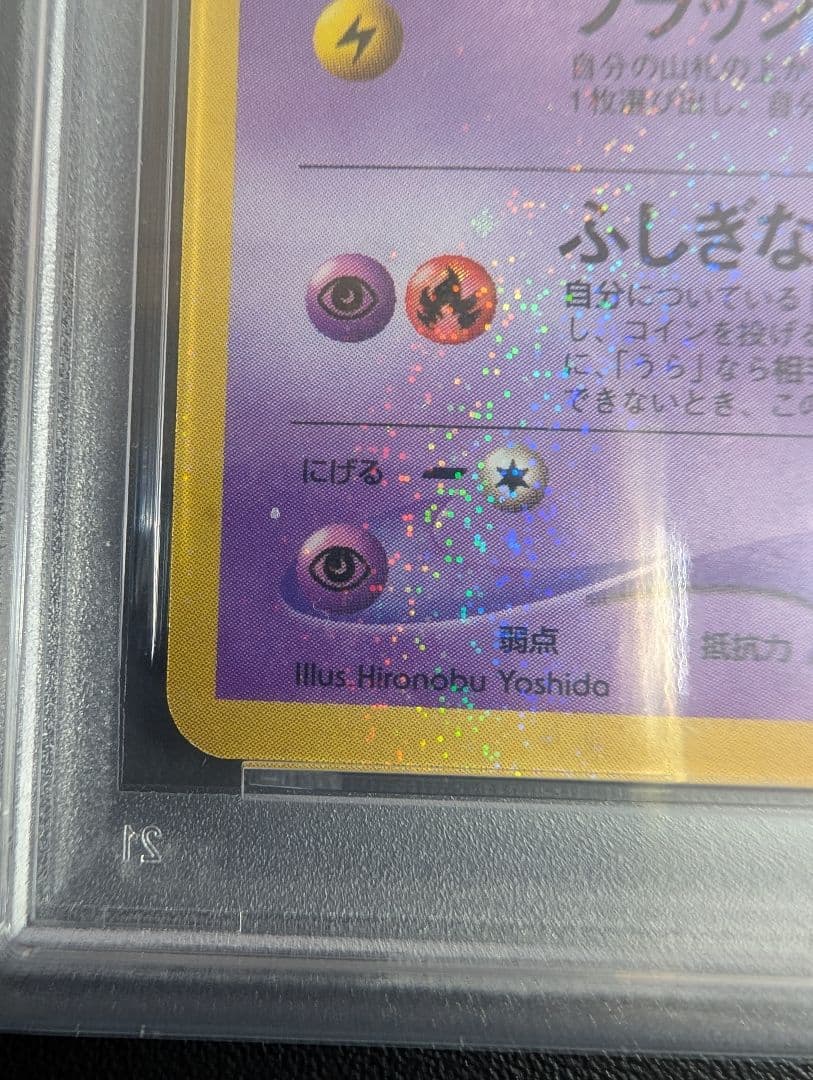 自分の山札の上か
1枚選び出し、自分
ふしぎな
自分についている
し、コインを投げる
に、「うら」なら相手
できないとき、この
にげる
弱点 抵抗力
Illus Hironobu Yoshida
21